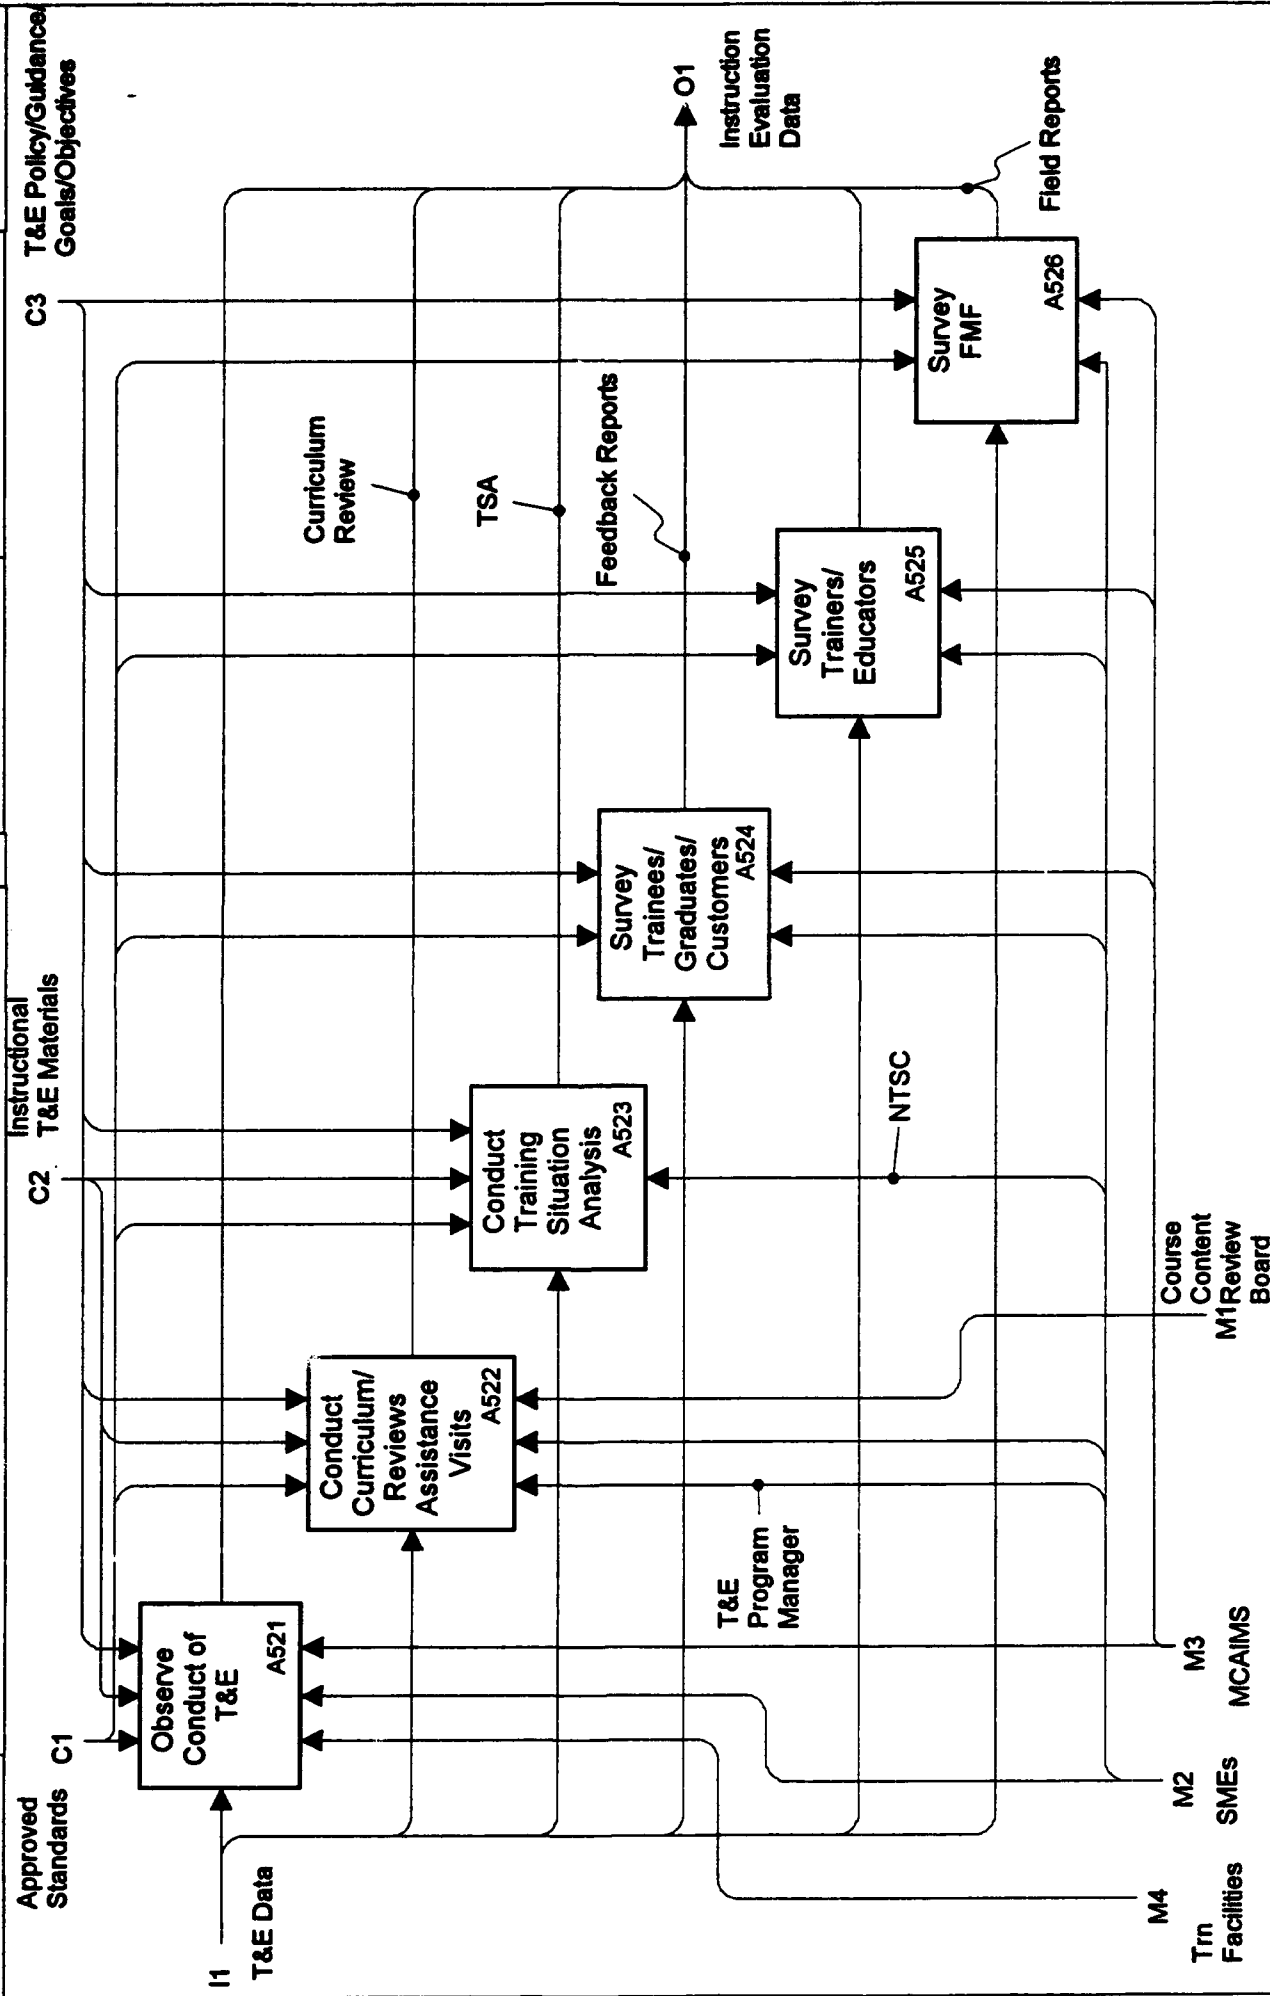 Approved
Standards
C1
Instructional
T&E Materials
C2
C3
T&E Policy/Guidance/
Goals/Objectives
I1
T&E Data
Observe
Conduct of
T&E
A521
Conduct
Curriculum/
Reviews
Assistance
Visits
A522
Curriculum
Review
Conduct
Training
Situation
Analysis
A523
TSA
Survey
Trainees/
Graduates/
Customers
A524
Feedback Reports
O1
Instruction
Evaluation
Data
Survey
Trainers/
Educators
A525
Survey
FMF
A526
Field Reports
T&E
Program
Manager
NTSC
M4
Trn
Facilities
M2
SMEs
M3
MCAIMS
Course
Content
M1 Review
Board